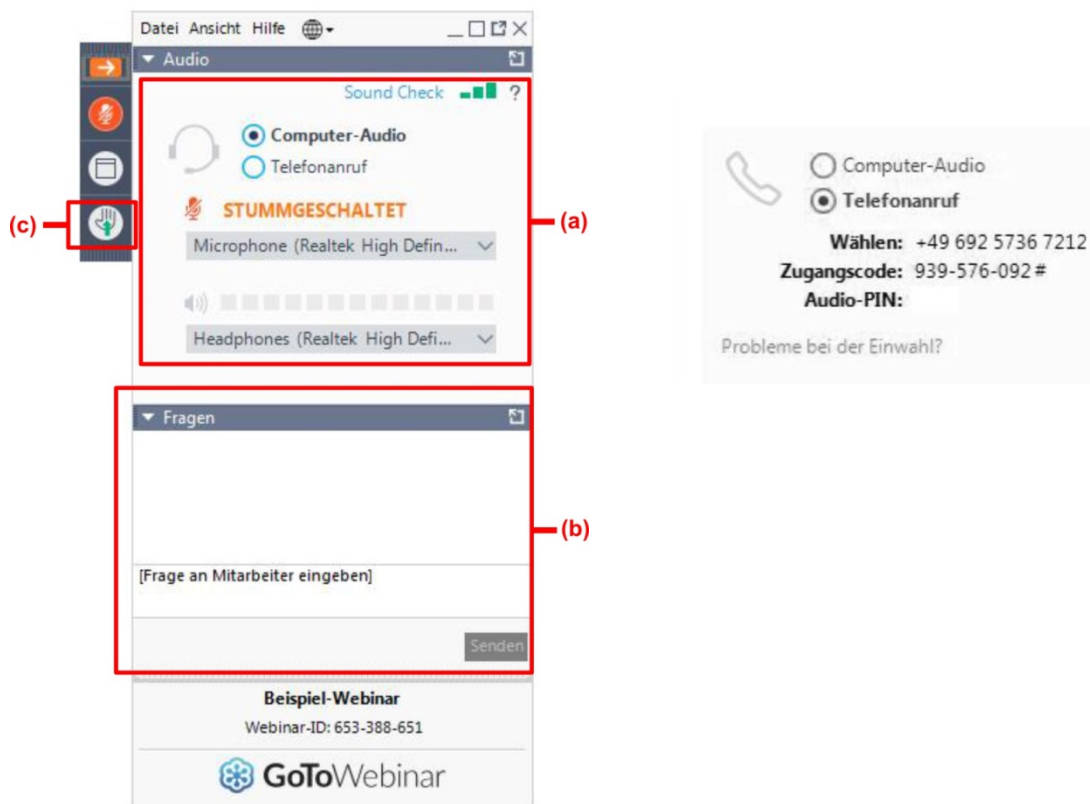 Datei Ansicht Hilfe
Audio
Sound Check ?
Computer-Audio
Telefonanruf
STUMMGESCHALTET
Microphone (Realtek High Defin...
Headphones (Realtek High Defi...
(a)
(c)
Fragen
[Frage an Mitarbeiter eingeben]
Senden
(b)
Beispiel-Webinar
Webinar-ID: 653-388-651
GoToWebinar
Computer-Audio
Telefonanruf
Wählen: +49 692 5736 7212
Zugangscode: 939-576-092 #
Audio-PIN:
Probleme bei der Einwahl?